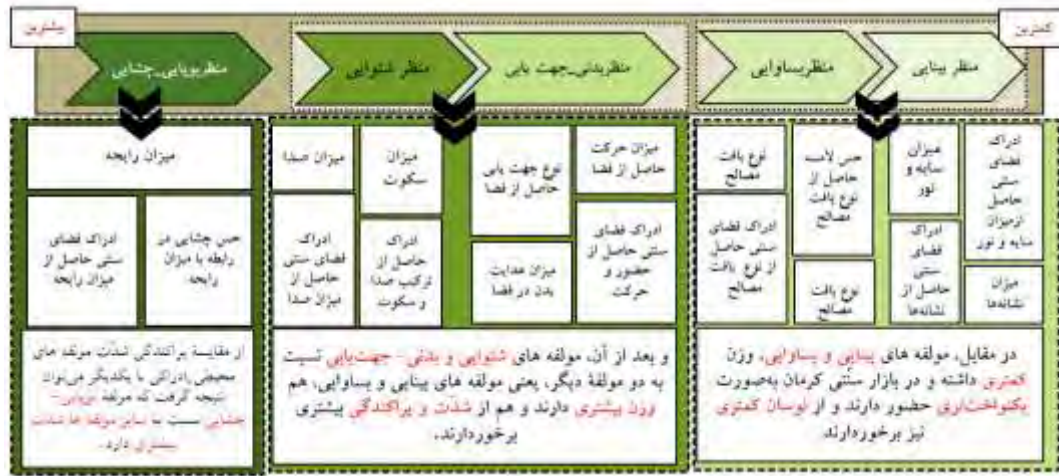 کمترین
بیشترین
منظر بینایی
منظر بساوایی
منظر بدنی_جهت یابی
منظر شنوایی
منظر بویایی_چشایی
ادراک
فضای
سنتی
حاصل
از میزان
سایه و نور
میزان
نشانه‌ها
میزان
سایه و
نور
ادراک
فضای
سنتی
حاصل از
نشانه‌ها
حس لامسه
حاصل از
نوع بافت
مصالح
نوع بافت
مصالح
نوع بافت
مصالح
ادراک فضای
سنتی حاصل
از نوع بافت
مصالح
میزان حرکت
حاصل از فضا
ادراک فضای
سنتی حاصل از
حضور و
حرکت
نوع جهت یابی
حاصل از فضا
میزان هدایت
بدن در فضا
میزان
سکوت
ادراک
حاصل از
ترکیب صدا
و سکوت
میزان صدا
ادراک
فضای سنتی
حاصل از
میزان صدا
میزان رایحه
حس چشایی در
رابطه با میزان
رایحه
ادراک فضای
سنتی حاصل از
میزان رایحه
در مقابل، مولفه های بینایی و بساوایی، وزن
کمتری داشته و در بازار سنّتی کرمان به‌صورت
یکنواخت‌تری حضور دارند و از نوسان کمتری
نیز برخوردارند
و بعد از آن، مولفه های شنوایی و بدنی- جهت‌یابی نسبت
به دو مولفهٔ دیگر، یعنی مولفه های بینایی و بساوایی، هم
وزن بیشتری دارند و هم از شدّت و پراکندگی بیشتری
برخوردارند.
از مقایسهٔ پراکندگی شدّت مولفه های
محیطی_ادراکی با یکدیگر می‌توان
نتیجه گرفت که مولفه بویایی-
چشایی نسبت به سایر مولفه ها شدت
بیشتری دارد.